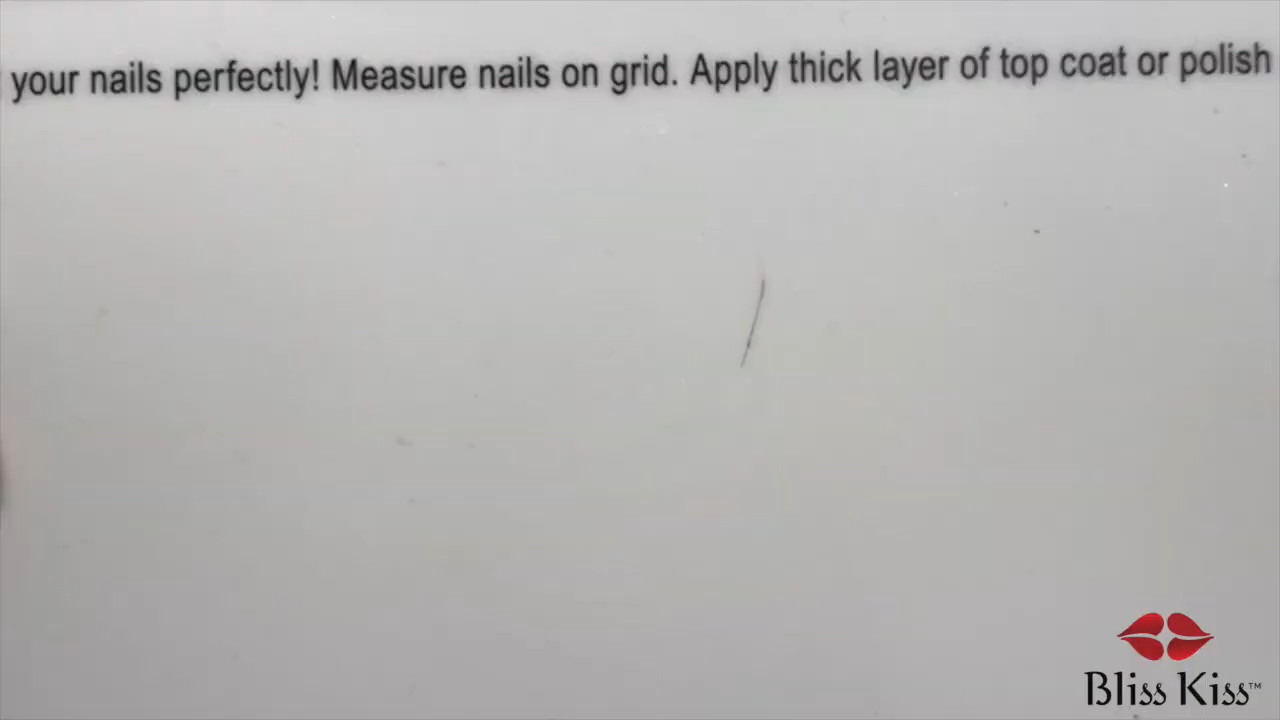 your nails perfectly! Measure nails on grid. Apply thick layer of top coat or polish
Bliss Kiss™